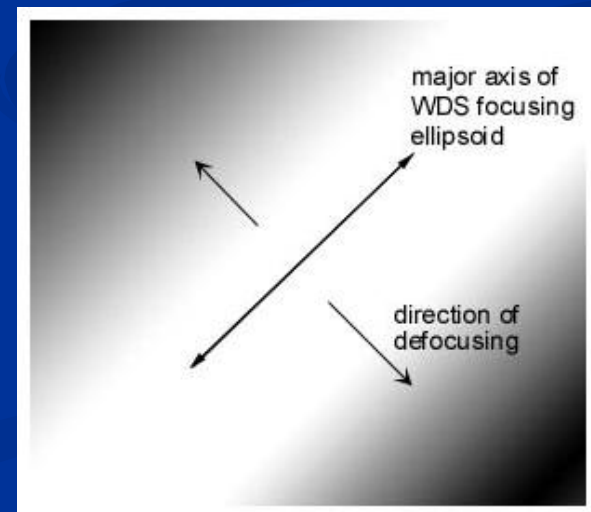 major axis of
WDS focusing
ellipsoid
direction of
defocusing